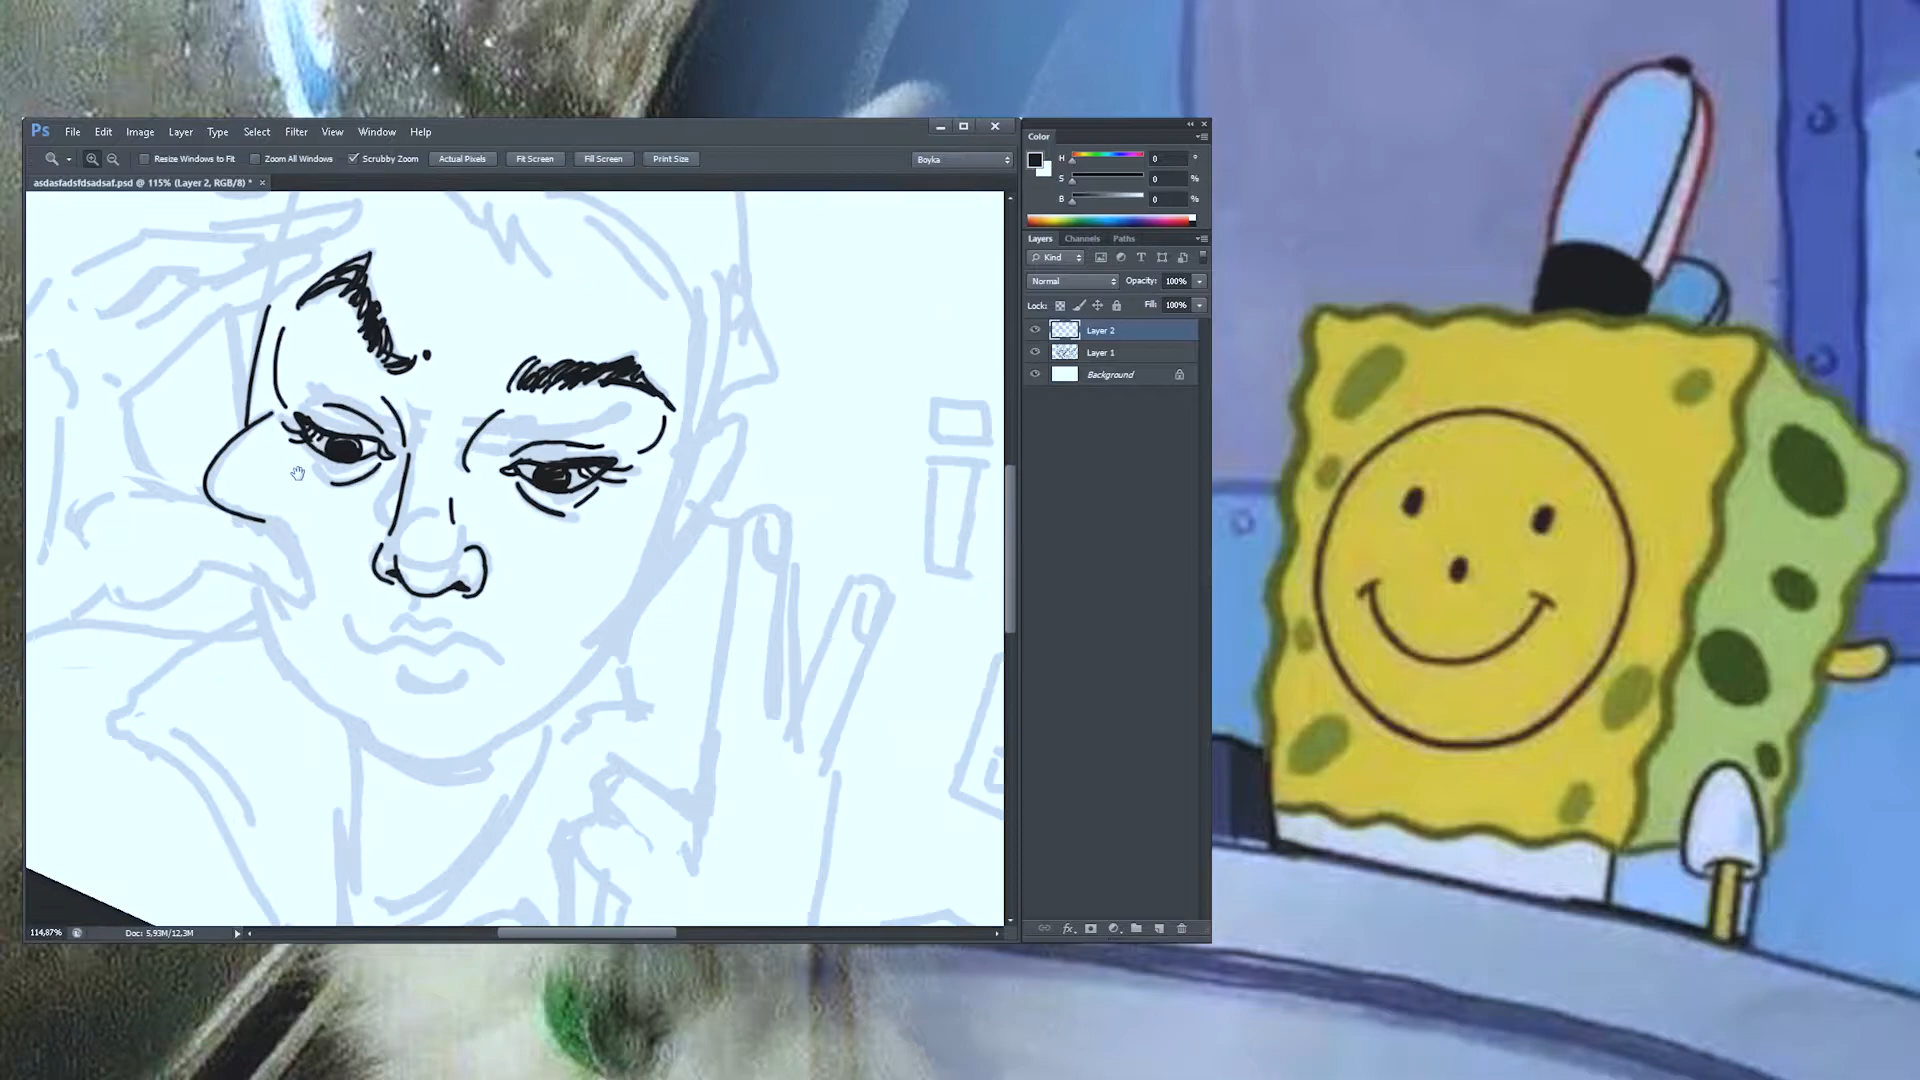 Ps File Edit Image Layer Type Select Filter View Window Help
Resize Windows to Fit Zoom All Windows Scrubby Zoom Actual Pixels Fit Screen Fill Screen Print Size Boyka
asdasfadsfdsadsaf.psd @ 115% (Layer 2, RGB/8) *
Color
H 0 °
S 0 %
B 0 %
Layers Channels Paths
Kind
Normal Opacity: 100%
Lock: Fill: 100%
Layer 2
Layer 1
Background
114,87% Doc: 5,93M/12,3M
fx